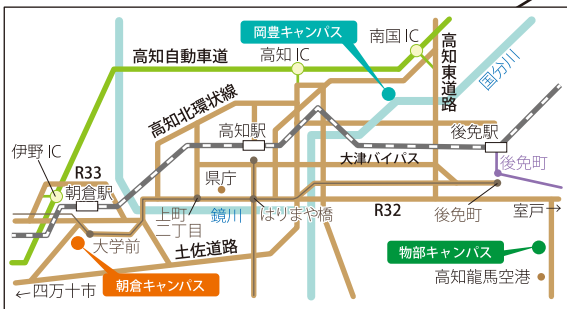 岡豊キャンパス
南国IC
高知自動車道
高知IC
高知東道路
国分川
高知北環状線
高知駅
後免駅
伊野IC
大津バイパス
後免町
R33
県庁
朝倉駅
上町
二丁目
鏡川
はりまや橋
R32
後免町
室戸→
大学前
土佐道路
物部キャンパス
朝倉キャンパス
高知龍馬空港
←四万十市